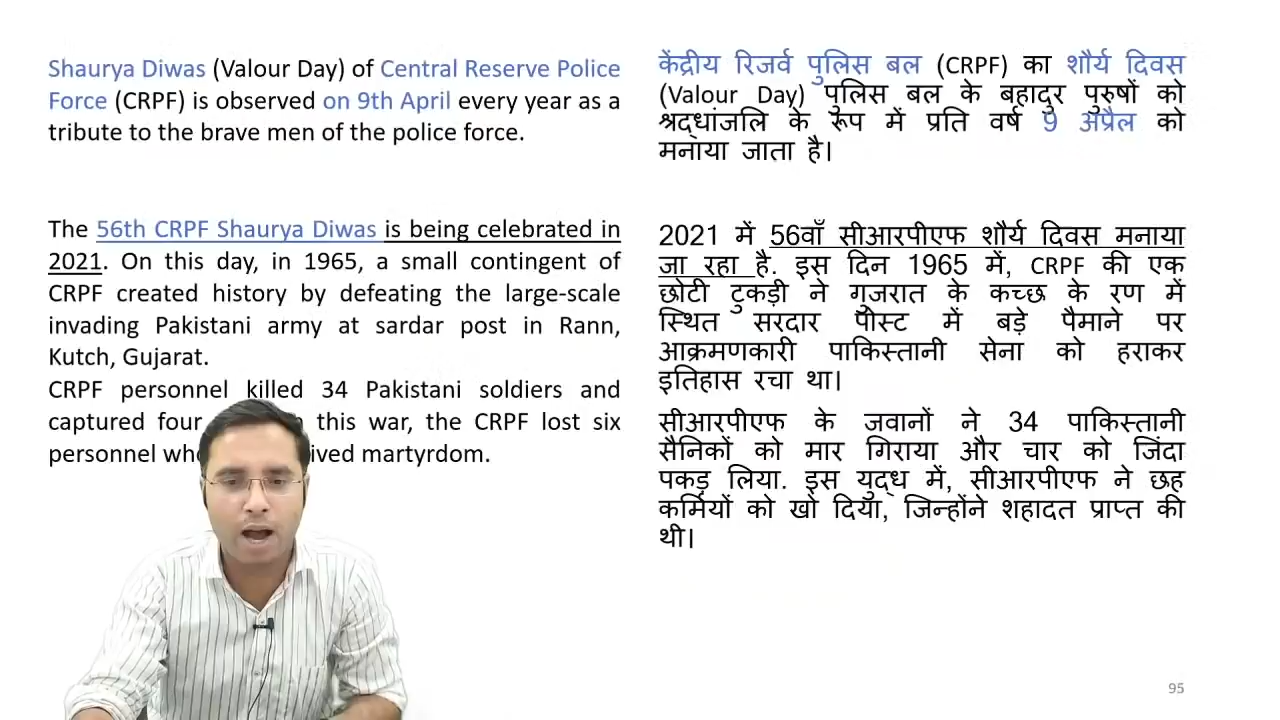 Shaurya Diwas (Valour Day) of Central Reserve Police
Force (CRPF) is observed on 9th April every year as a
tribute to the brave men of the police force.
The 56th CRPF Shaurya Diwas is being celebrated in
2021. On this day, in 1965, a small contingent of
CRPF created history by defeating the large-scale
invading Pakistani army at sardar post in Rann,
Kutch, Gujarat.
CRPF personnel killed 34 Pakistani soldiers and
captured four this war, the CRPF lost six
personnel martyrdom.
केंद्रीय रिजर्व पुलिस बल (CRPF) का शौर्य दिवस
(Valour Day) पुलिस बल के बहादुर पुरुषों को
श्रद्धांजलि के रूप में प्रति वर्ष 9 अप्रैल को
मनाया जाता है।
2021 में 56वाँ सीआरपीएफ शौर्य दिवस मनाया
जा रहा है. इस दिन 1965 में, CRPF की एक
छोटी टुकड़ी ने गुजरात के कच्छ के रण में
स्थित सरदार पोस्ट में बड़े पैमाने पर
आक्रमणकारी पाकिस्तानी सेना को हराकर
इतिहास रचा था।
सीआरपीएफ के जवानों ने 34 पाकिस्तानी
सैनिकों को मार गिराया और चार को जिंदा
पकड़ लिया. इस युद्ध में, सीआरपीएफ ने छह
कर्मियों को खो दिया, जिन्होंने शहादत प्राप्त की
थी।
95